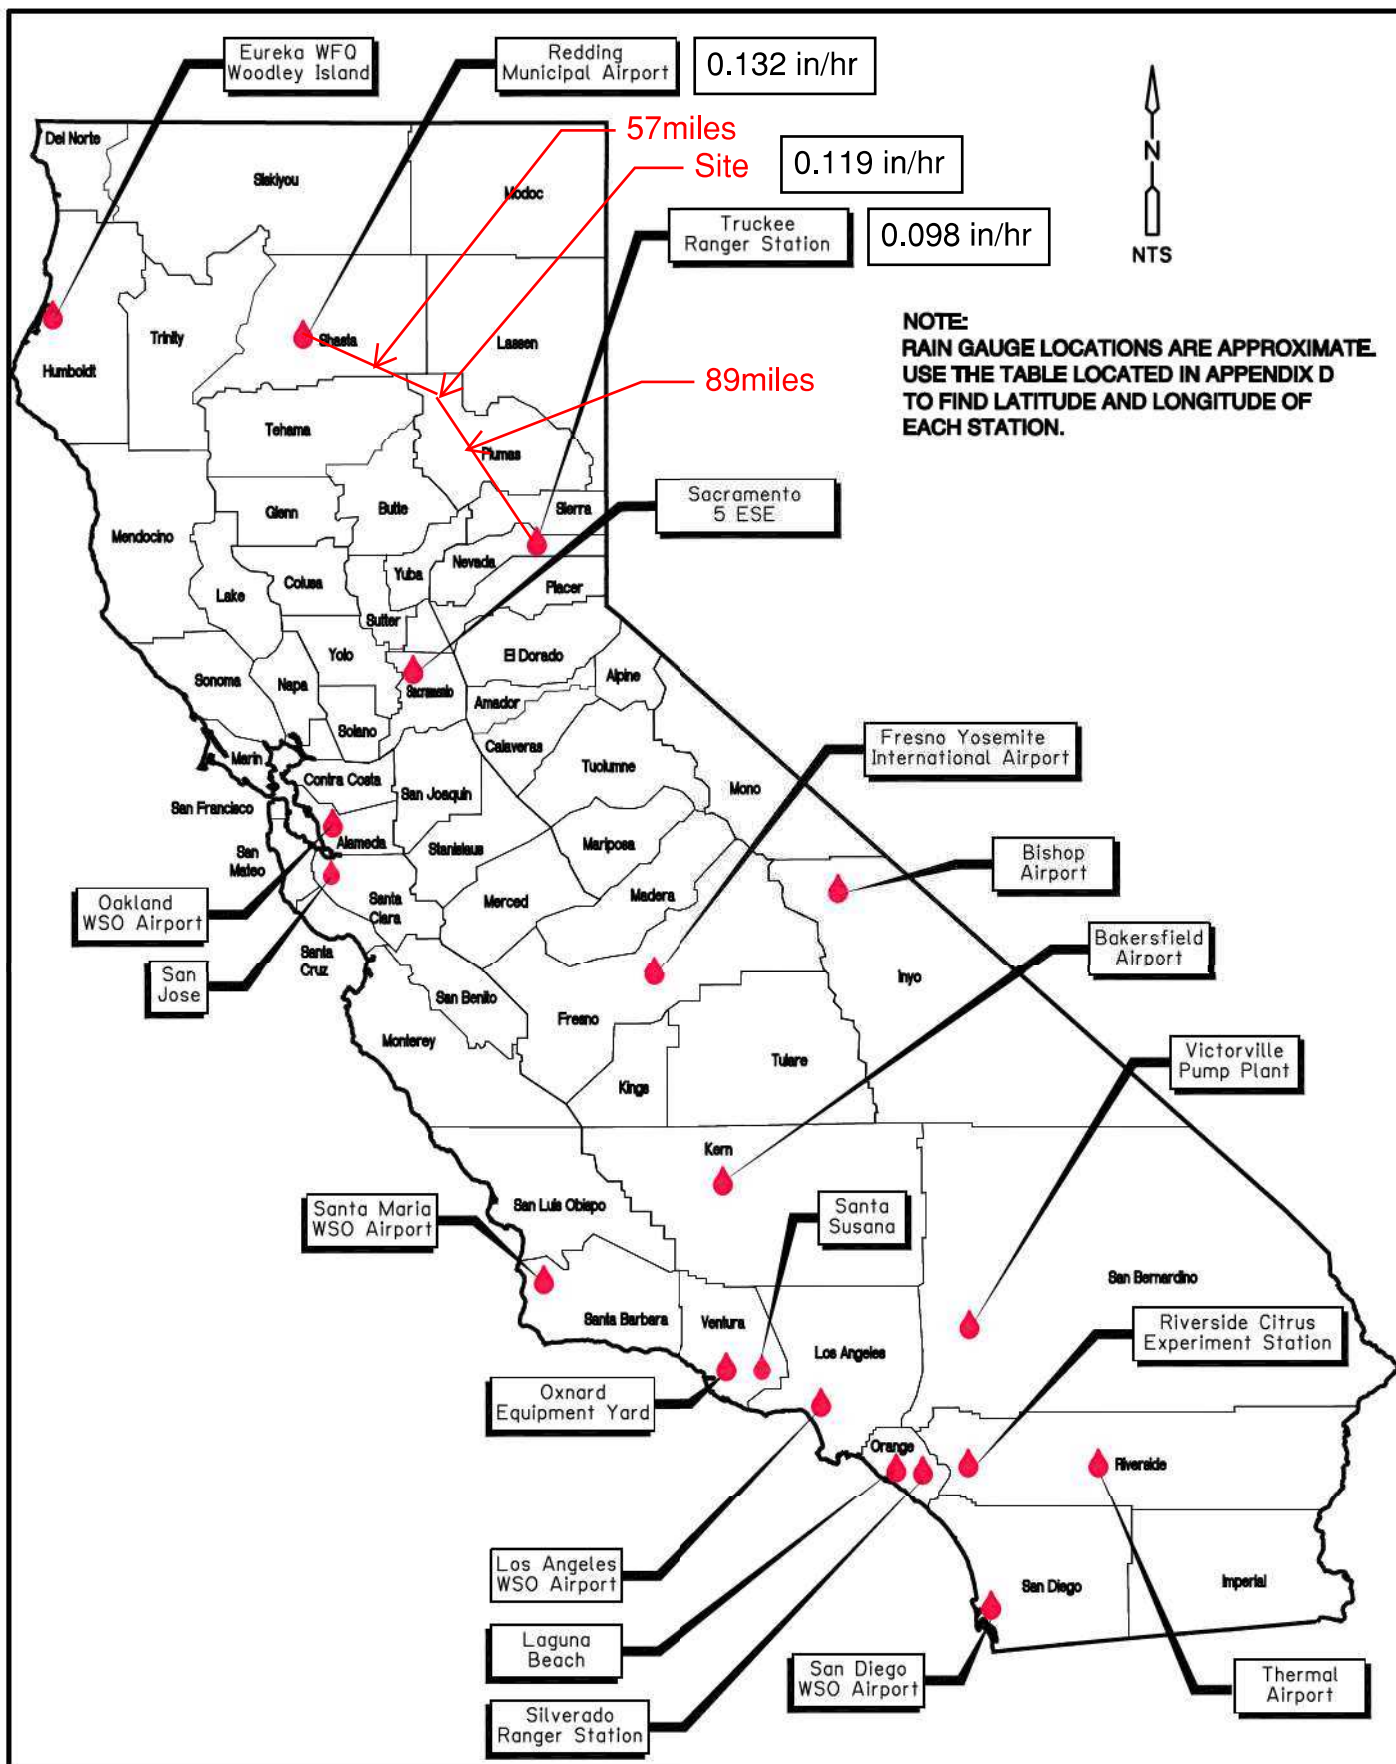 Eureka WFO
Woodley Island
Redding
Municipal Airport
0.132 in/hr
57miles
Site
0.119 in/hr
Truckee
Ranger Station
0.098 in/hr
N
NTS
NOTE:
RAIN GAUGE LOCATIONS ARE APPROXIMATE.
USE THE TABLE LOCATED IN APPENDIX D
TO FIND LATITUDE AND LONGITUDE OF
EACH STATION.
89miles
Del Norte
Siskiyou
Modoc
Humboldt
Trinity
Shasta
Lassen
Tehama
Plumas
Mendocino
Glenn
Butte
Sierra
Sacramento
5 ESE
Lake
Colusa
Yuba
Nevada
Placer
Sutter
Yolo
El Dorado
Sonoma
Napa
Sacramento
Alpine
Amador
Solano
Calaveras
Marin
Contra Costa
San Joaquin
Tuolumne
Mono
Fresno Yosemite
International Airport
San Francisco
Alameda
Stanislaus
Mariposa
San
Mateo
Bishop
Airport
Oakland
WSO Airport
Santa
Clara
Merced
Madera
Santa
Cruz
San
Jose
San Benito
Bakersfield
Airport
Inyo
Monterey
Fresno
Kings
Tulare
Victorville
Pump Plant
Kern
Santa Maria
WSO Airport
San Luis Obispo
Santa
Susana
San Bernardino
Santa Barbara
Ventura
Los Angeles
Riverside Citrus
Experiment Station
Oxnard
Equipment Yard
Orange
Riverside
Los Angeles
WSO Airport
San Diego
Imperial
Laguna
Beach
San Diego
WSO Airport
Thermal
Airport
Silverado
Ranger Station